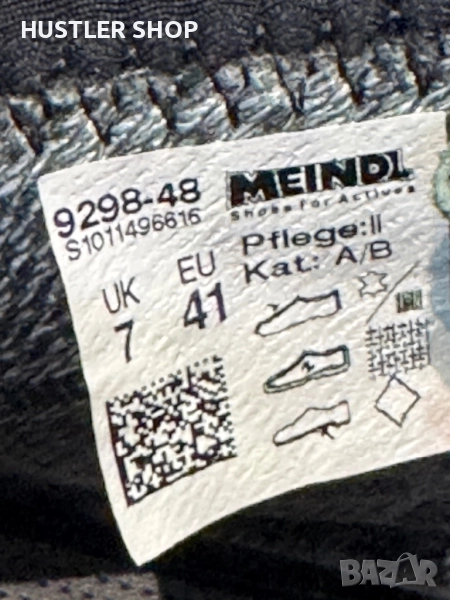 HUSTLER SHOP
9298-48
S1011496616
MEINDL
Shoes for Actives
Pflege:II
Kat: A/B
UK EU
7 41
BAZAR